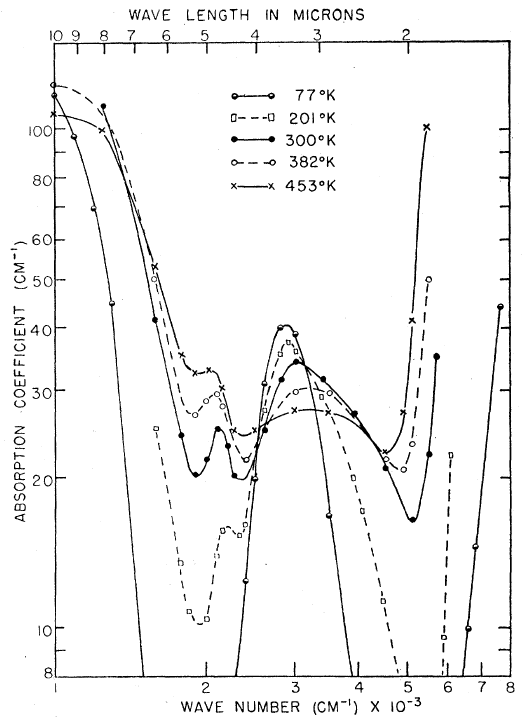 WAVE LENGTH IN MICRONS
10 9 8 7 6 5 4 3 2
77°K
201°K
300°K
382°K
453°K
100
80
60
50
40
30
20
10
8
ABSORPTION COEFFICIENT (CM⁻¹)
1 2 3 4 5 6 7 8
WAVE NUMBER (CM⁻¹) X 10⁻³